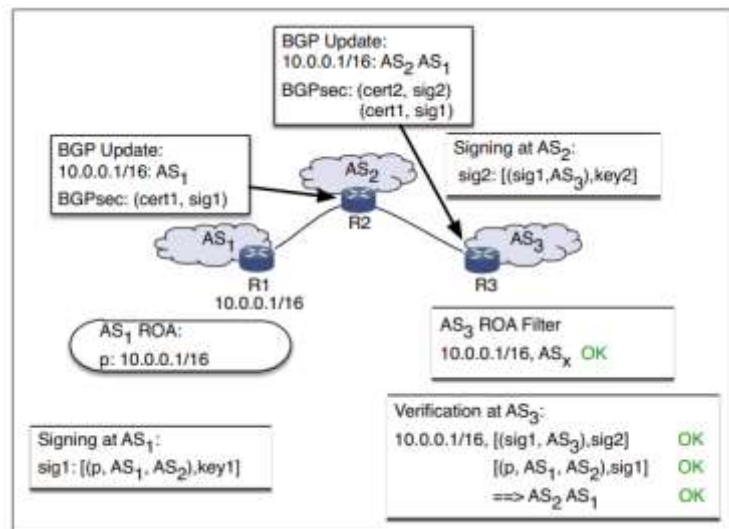 BGP Update:
10.0.0.1/16: AS2 AS1
BGPsec: (cert2, sig2)
(cert1, sig1)
BGP Update:
10.0.0.1/16: AS1
BGPsec: (cert1, sig1)
Signing at AS2:
sig2: [(sig1,AS3),key2]
AS2
R2
AS1
R1
10.0.0.1/16
AS3
R3
AS1 ROA:
p: 10.0.0.1/16
AS3 ROA Filter
10.0.0.1/16, ASx OK
Signing at AS1:
sig1: [(p, AS1, AS2),key1]
Verification at AS3:
10.0.0.1/16, [(sig1, AS3),sig2] OK
[(p, AS1, AS2),sig1] OK
==> AS2 AS1 OK